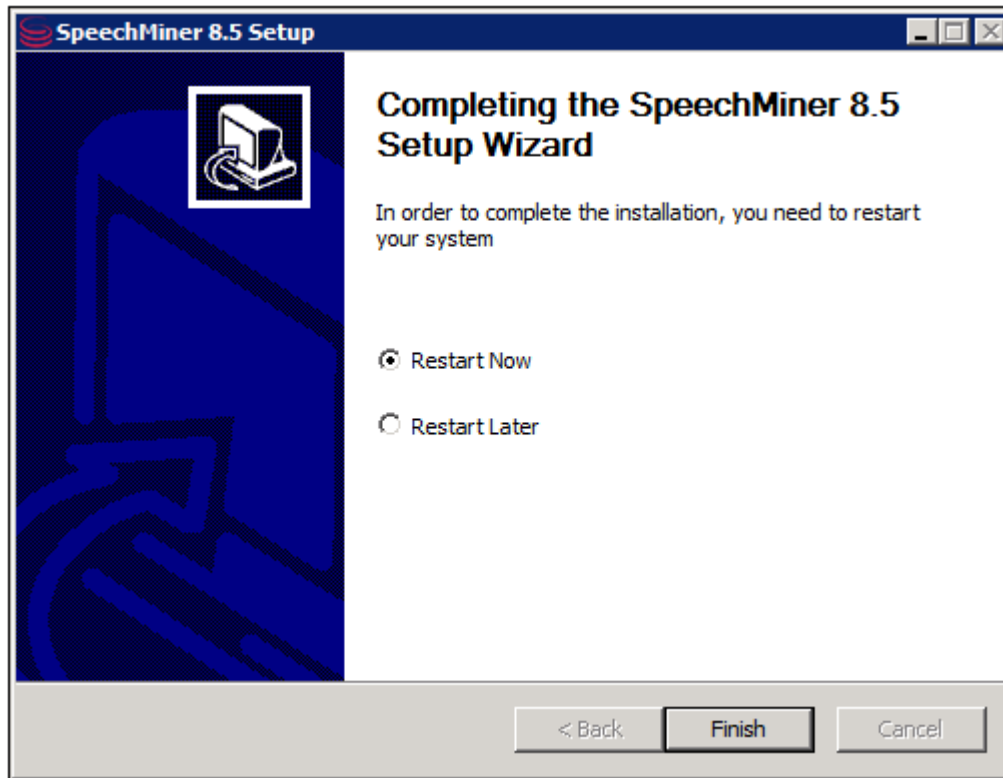 SpeechMiner 8.5 Setup
Completing the SpeechMiner 8.5
Setup Wizard
In order to complete the installation, you need to restart
your system
Restart Now
Restart Later
< Back
Finish
Cancel